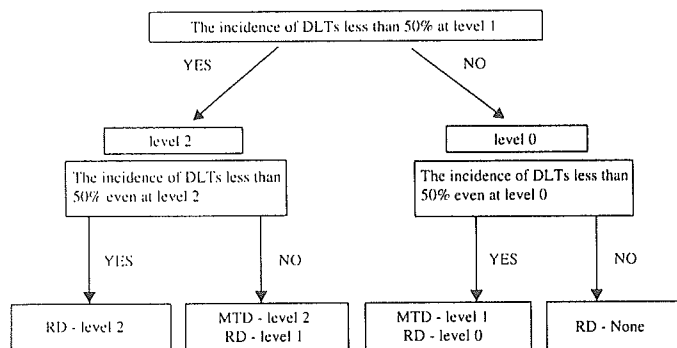 The incidence of DLTs less than 50% at level 1
YES
NO
level 2
level 0
The incidence of DLTs less than
50% even at level 2
The incidence of DLTs less than
50% even at level 0
YES
NO
YES
NO
RD - level 2
MTD - level 2
RD - level 1
MTD - level 1
RD - level 0
RD - None